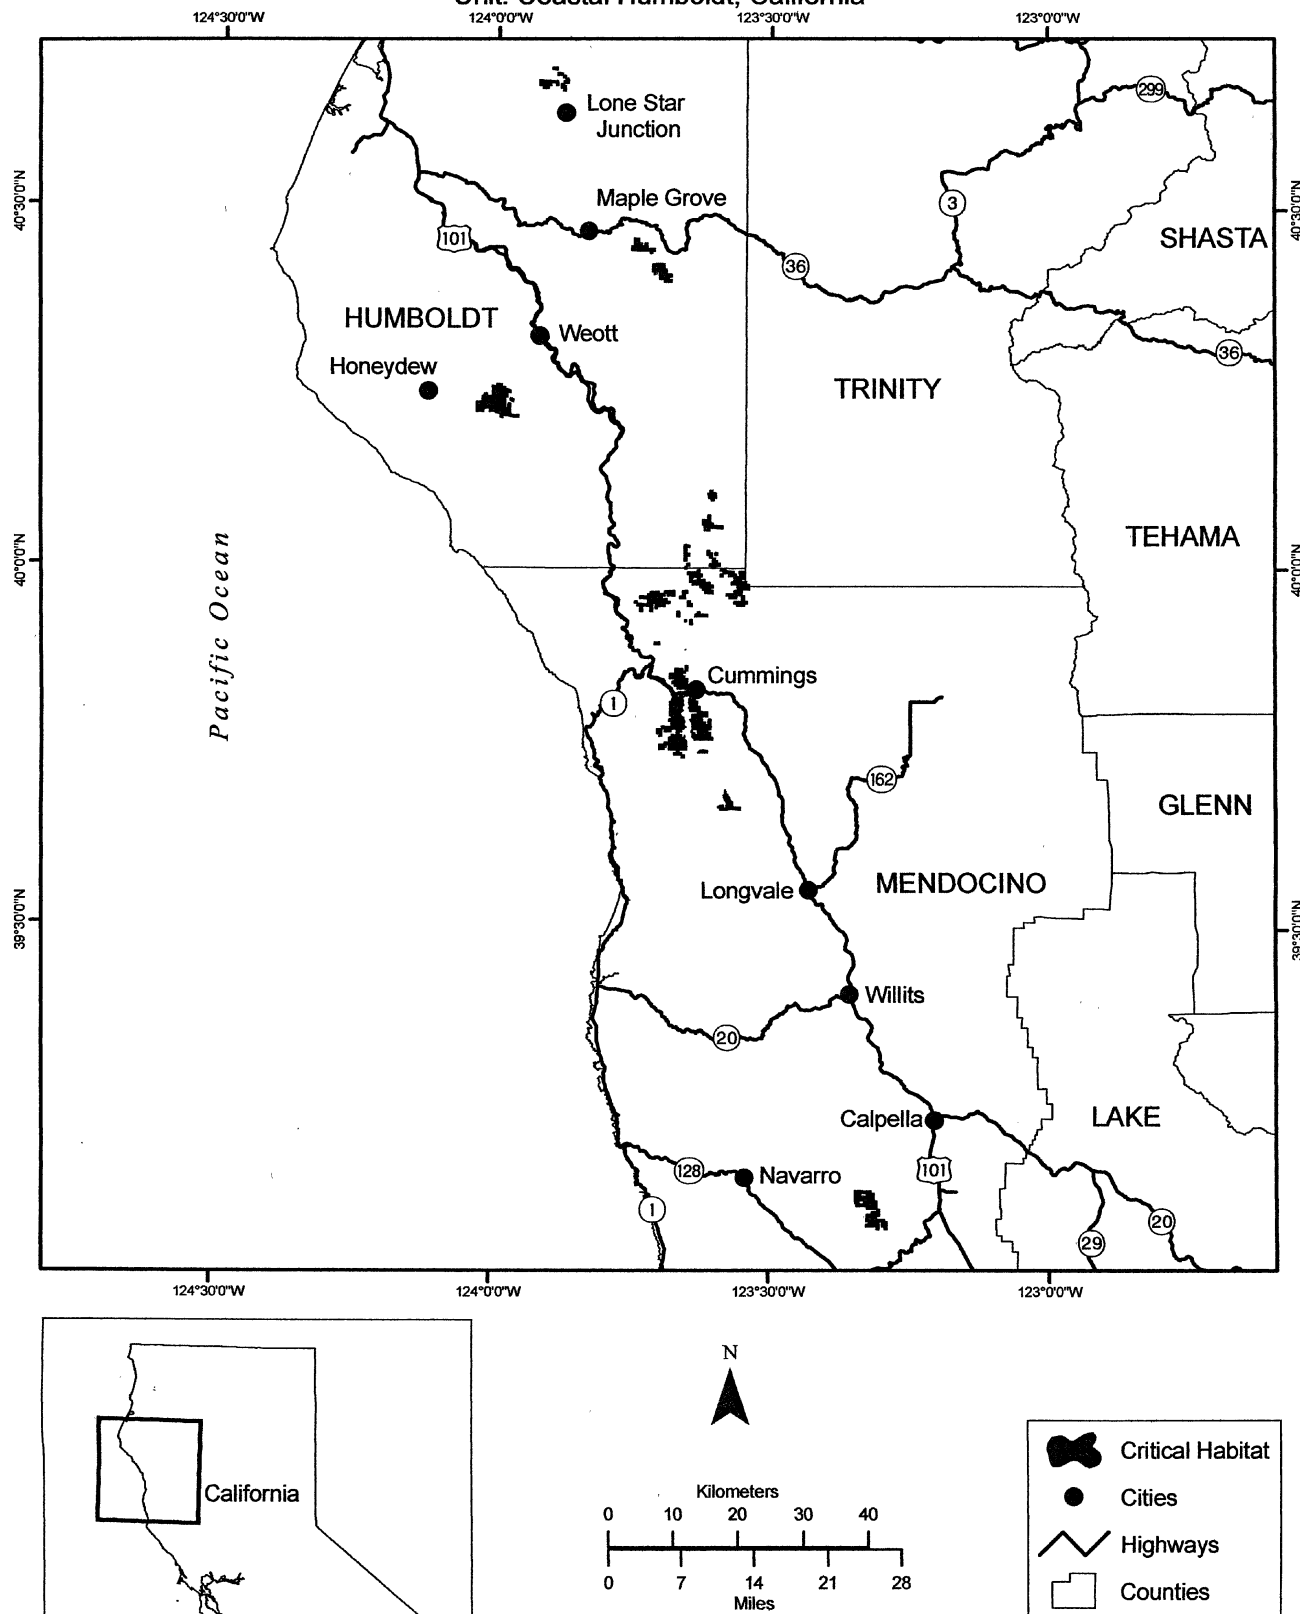 Unit: Coastal Humboldt, California
124°30'0"W 124°0'0"W 123°30'0"W 123°0'0"W
299
Lone Star
Junction
40°30'0"N
Maple Grove
3
40°30'0"N
101
SHASTA
36
HUMBOLDT
Weott
36
Honeydew
TRINITY
TEHAMA
40°0'0"N
40°0'0"N
Pacific Ocean
Cummings
1
162
GLENN
Longvale
MENDOCINO
39°30'0"N
39°30'0"N
Willits
20
Calpella
LAKE
128
Navarro
101
1
20
29
124°30'0"W 124°0'0"W 123°30'0"W 123°0'0"W
N
California
Kilometers
0 10 20 30 40
0 7 14 21 28
Miles
Critical Habitat
Cities
Highways
Counties